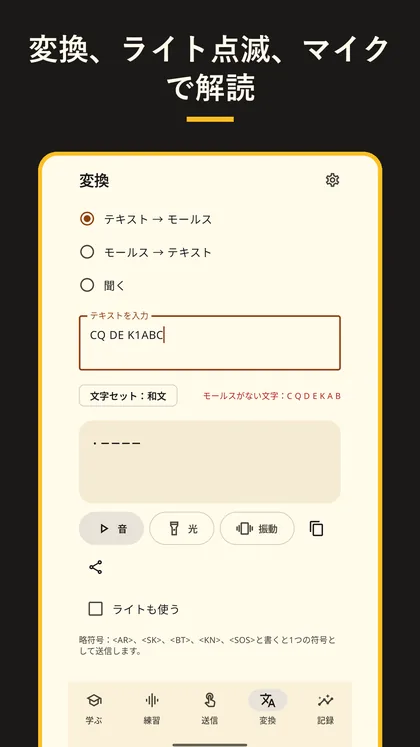 変換、ライト点滅、マイク
で解読
変換
テキスト → モールス
モールス → テキスト
聞く
テキストを入力
CQ DE K1ABC
文字セット：和文
モールスがない文字：C Q D E K A B
・－－－－
音
光
振動
ライトも使う
略符号：<AR>、<SK>、<BT>、<KN>、<SOS>と書くと1つの符号と
して送信します。
学ぶ
練習
送信
変換
記録